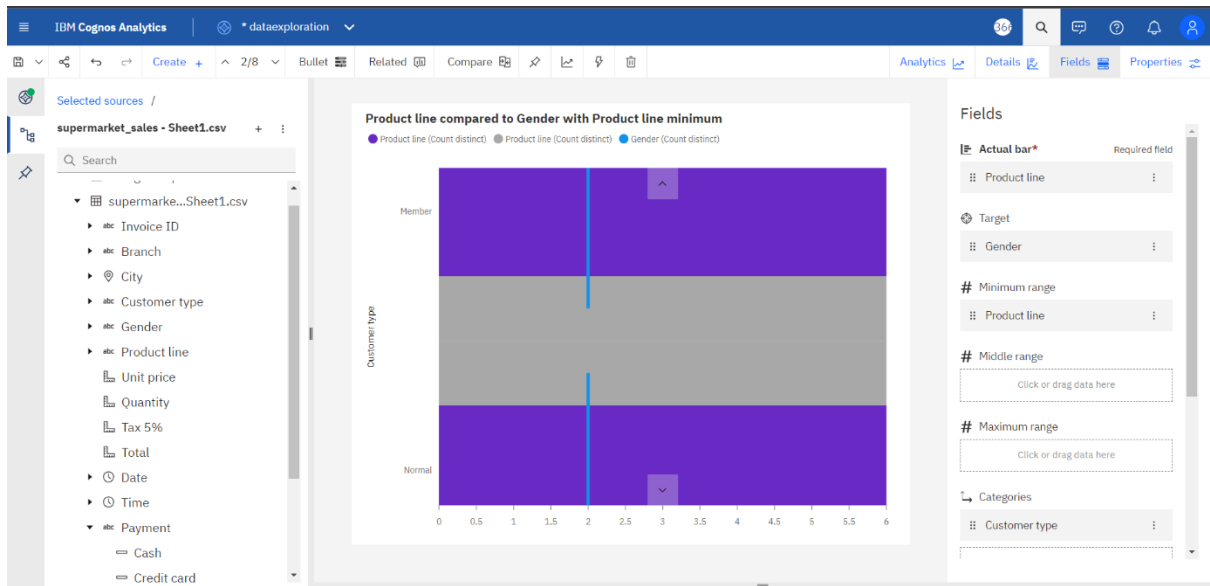 IBM Cognos Analytics
* dataexploration
Create +
2/8
Bullet
Related
Compare
Analytics
Details
Fields
Properties
Selected sources /
supermarket_sales - Sheet1.csv
Search
supermarke...Sheet1.csv
abc Invoice ID
abc Branch
City
abc Customer type
abc Gender
abc Product line
Unit price
Quantity
Tax 5%
Total
Date
Time
abc Payment
Cash
Credit card
Product line compared to Gender with Product line minimum
Product line (Count distinct) Product line (Count distinct) Gender (Count distinct)
Customer type
Member
Normal
0 0.5 1 1.5 2 2.5 3 3.5 4 4.5 5 5.5 6
Fields
Actual bar* Required field
Product line
Target
Gender
# Minimum range
Product line
# Middle range
Click or drag data here
# Maximum range
Click or drag data here
Categories
Customer type